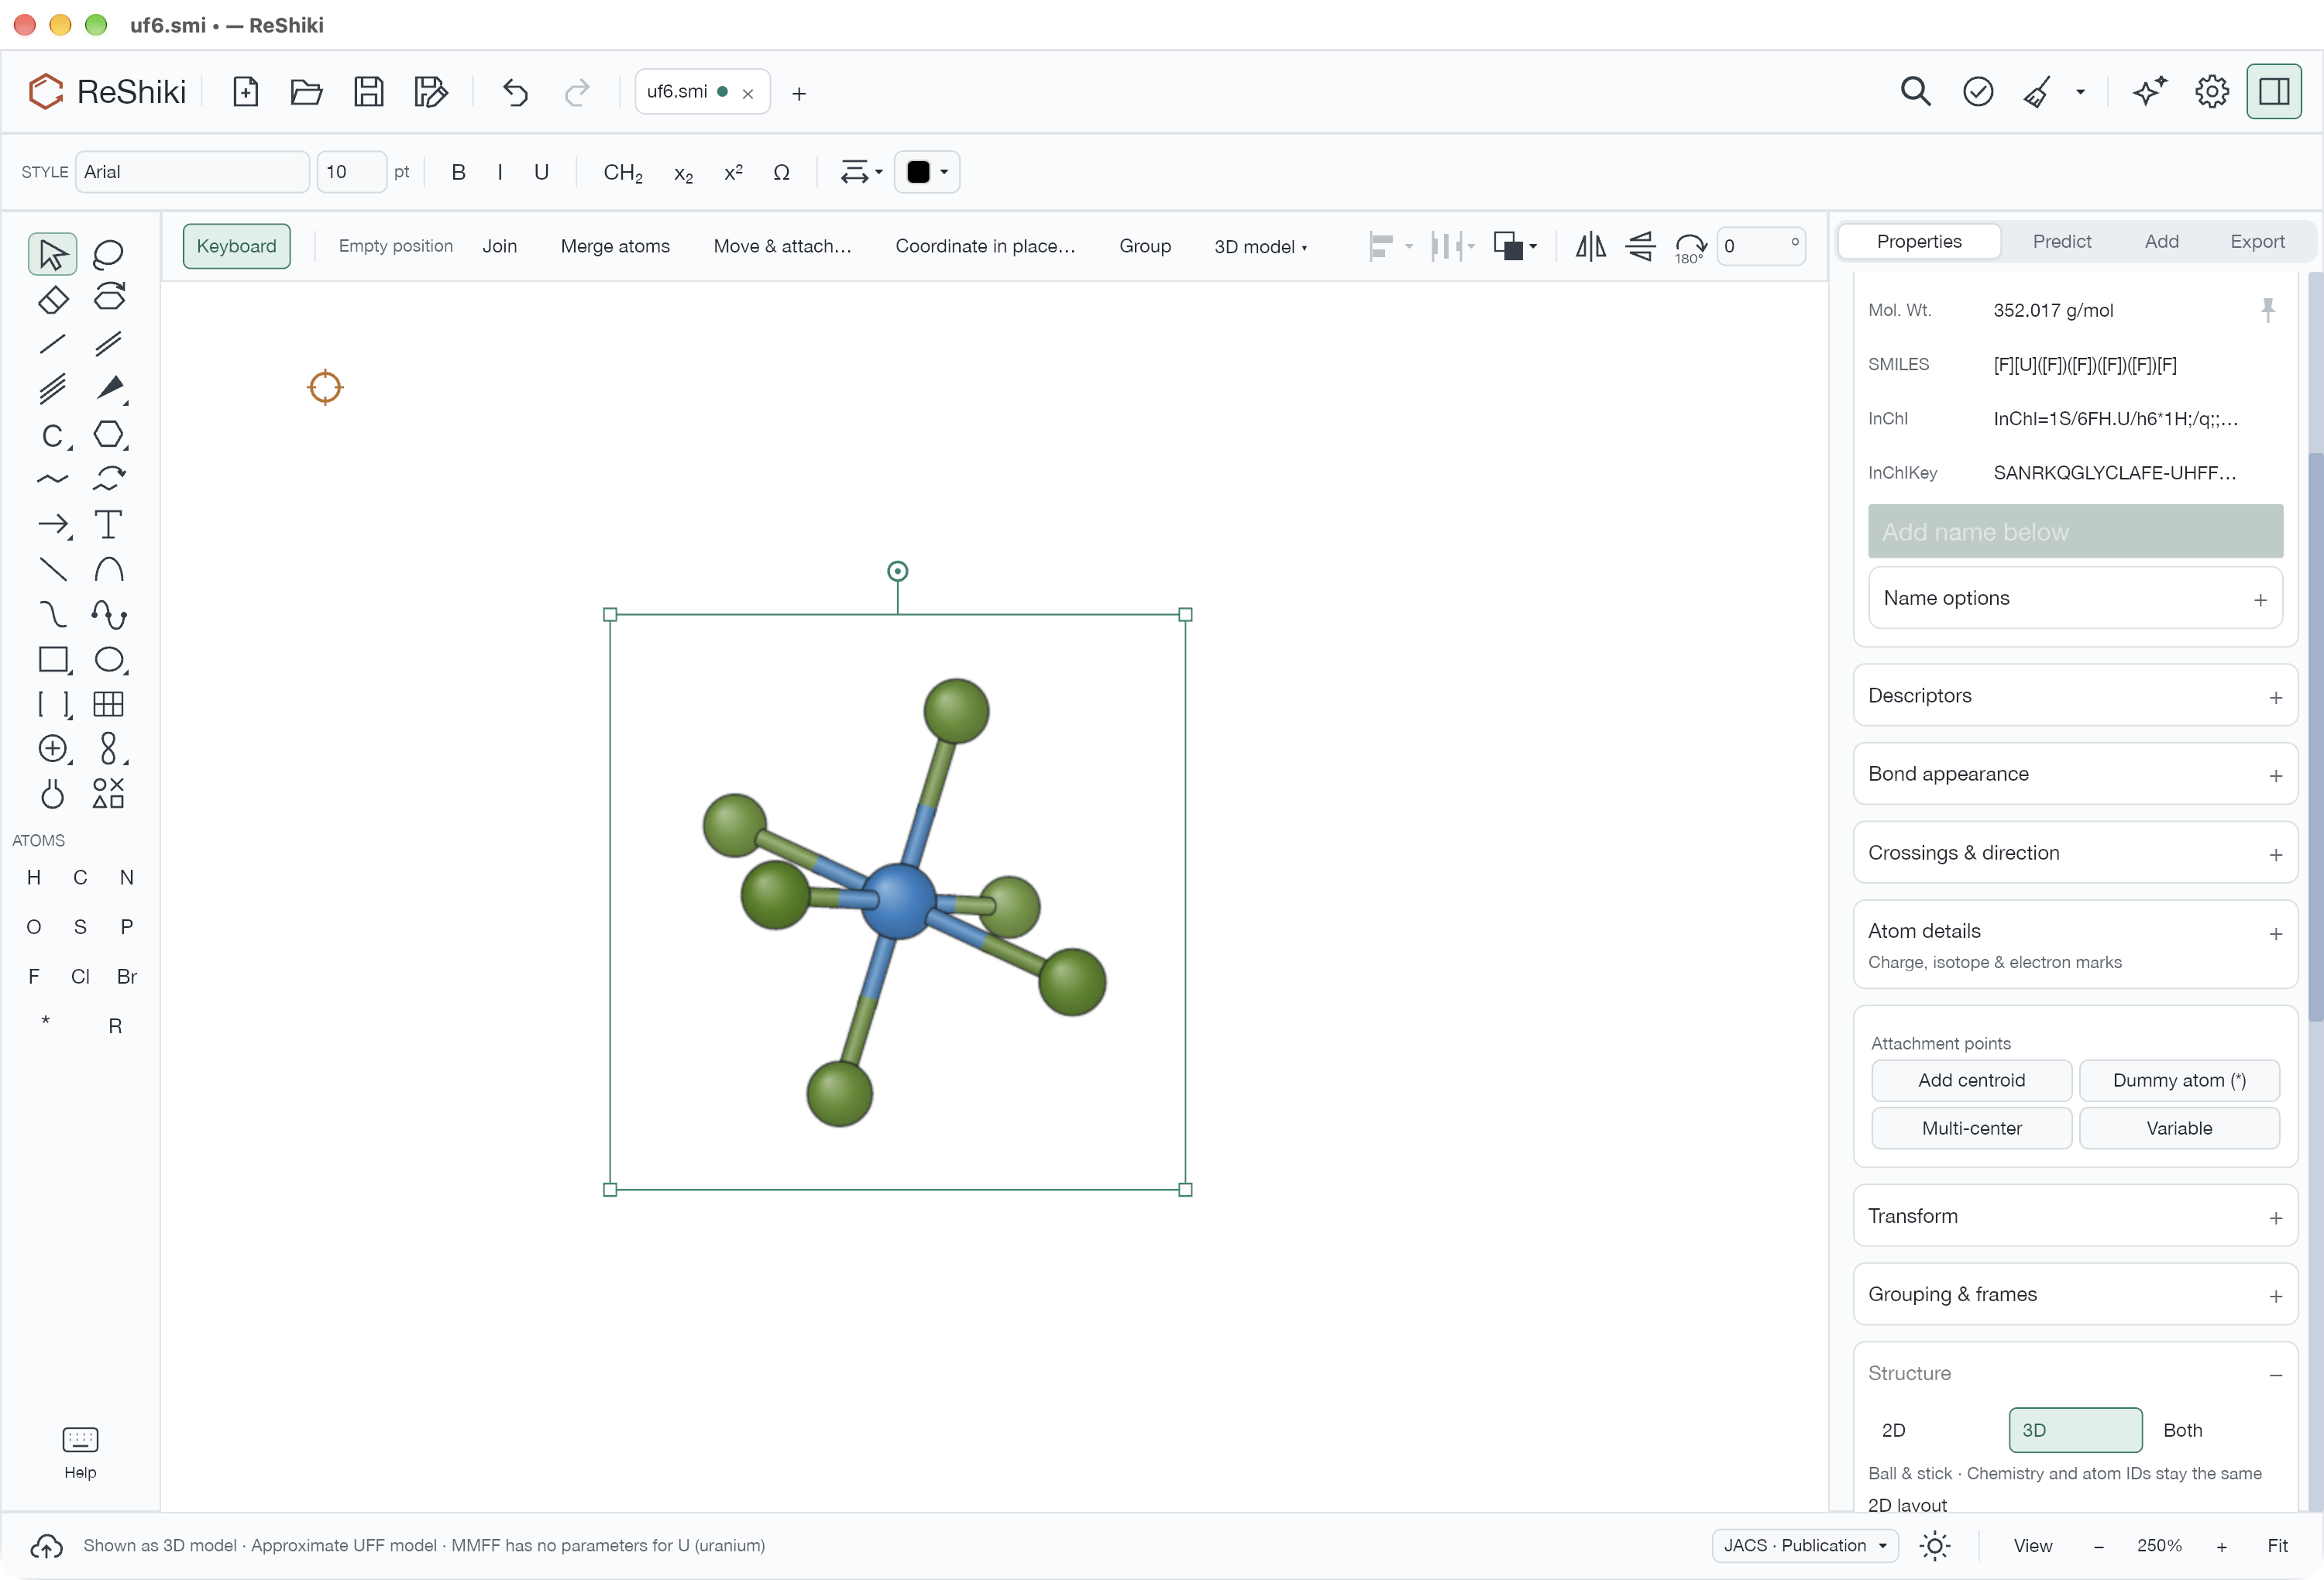 uf6.smi • — ReShiki
ReShiki
uf6.smi
STYLE Arial 10 pt B I U CH₂ x₂ x² Ω
Keyboard Empty position Join Merge atoms Move & attach... Coordinate in place... Group 3D model 180° 0 °
Properties Predict Add Export
Mol. Wt. 352.017 g/mol
SMILES [F][U]([F])([F])([F])([F])[F]
InChI InChI=1S/6FH.U/h6*1H;/q;;...
InChIKey SANRKQGLYCLAFE-UHFF...
Add name below
Name options +
Descriptors +
Bond appearance +
Crossings & direction +
Atom details +
Charge, isotope & electron marks
Attachment points
Add centroid Dummy atom (*)
Multi-center Variable
Transform +
Grouping & frames +
Structure –
2D 3D Both
Ball & stick · Chemistry and atom IDs stay the same
2D layout
C
T
ATOMS
H C N
O S P
F Cl Br
* R
Help
Shown as 3D model · Approximate UFF model · MMFF has no parameters for U (uranium)
JACS · Publication View – 250% + Fit